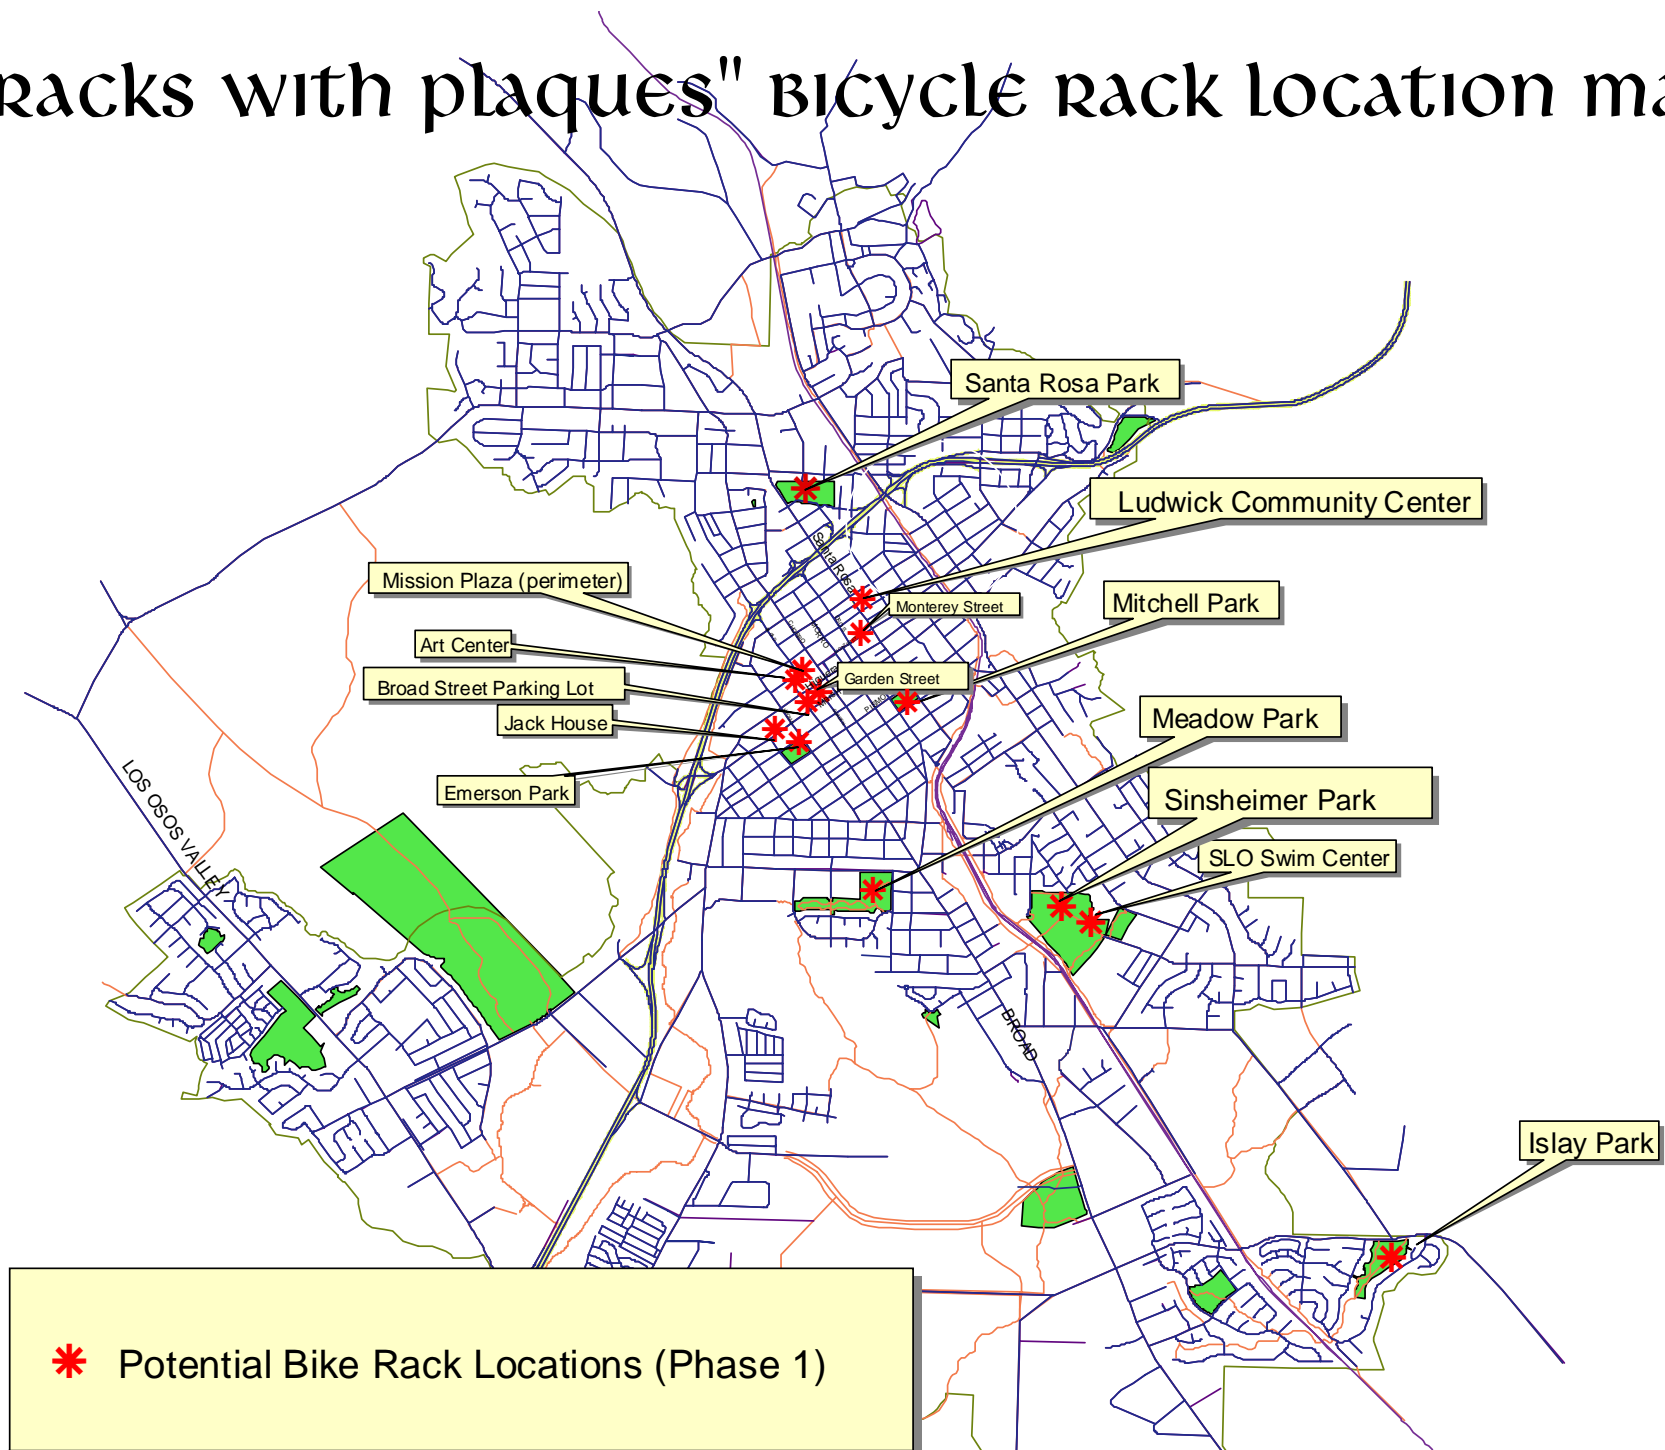 racks with plaques" bicycle rack location ma
Santa Rosa Park
Ludwick Community Center
Santa Rosa
Mission Plaza (perimeter)
Monterey Street
Mitchell Park
Art Center
Garden Street
Broad Street Parking Lot
Jack House
Meadow Park
Emerson Park
Sinsheimer Park
LOS OSOS VALLEY
SLO Swim Center
BROAD
Islay Park
Potential Bike Rack Locations (Phase 1)